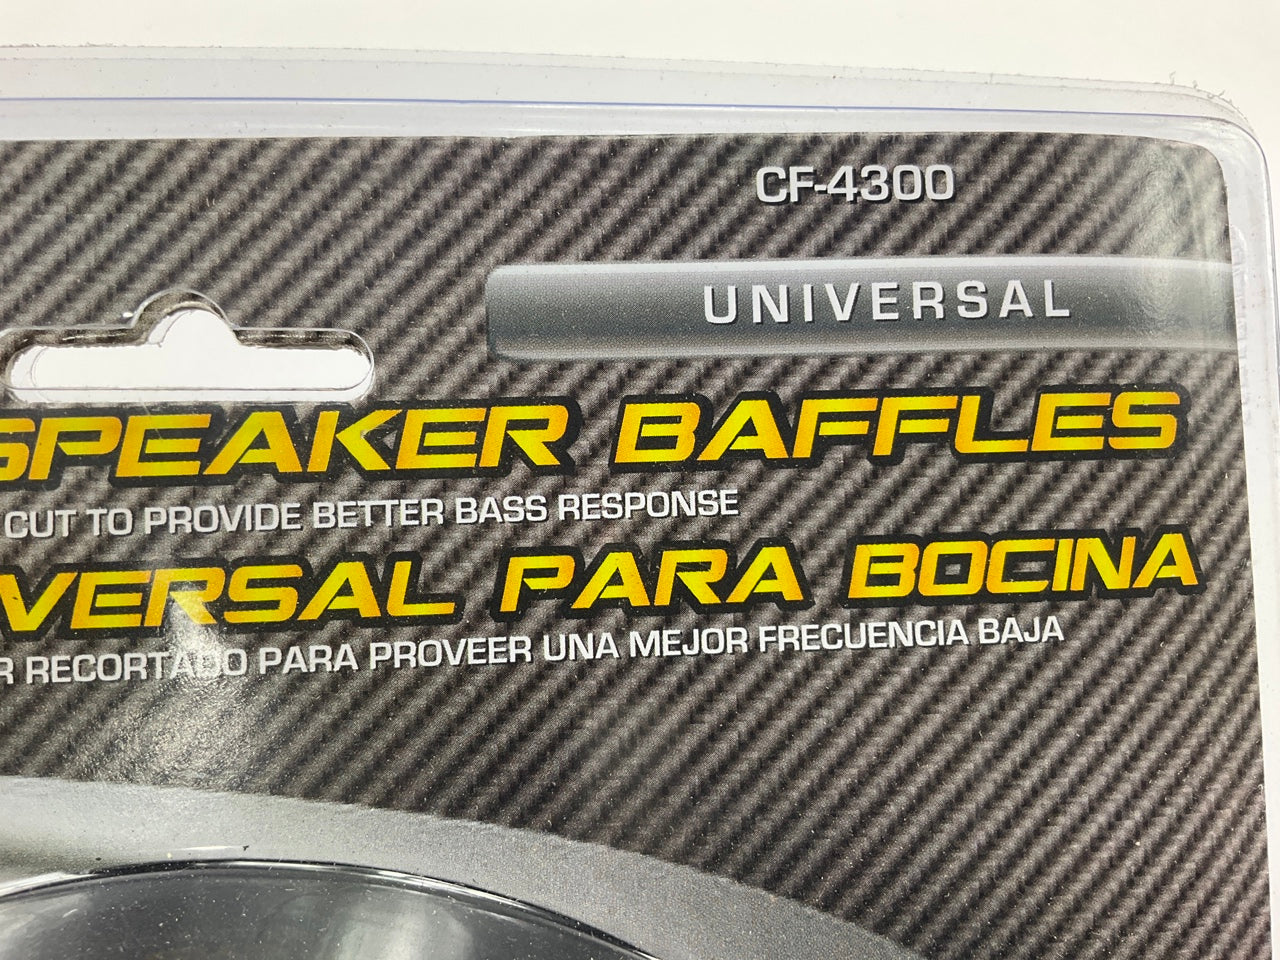 CF-4300
UNIVERSAL
SPEAKER BAFFLES
CUT TO PROVIDE BETTER BASS RESPONSE
VERSAL PARA BOCINA
R RECORTADO PARA PROVEER UNA MEJOR FRECUENCIA BAJA